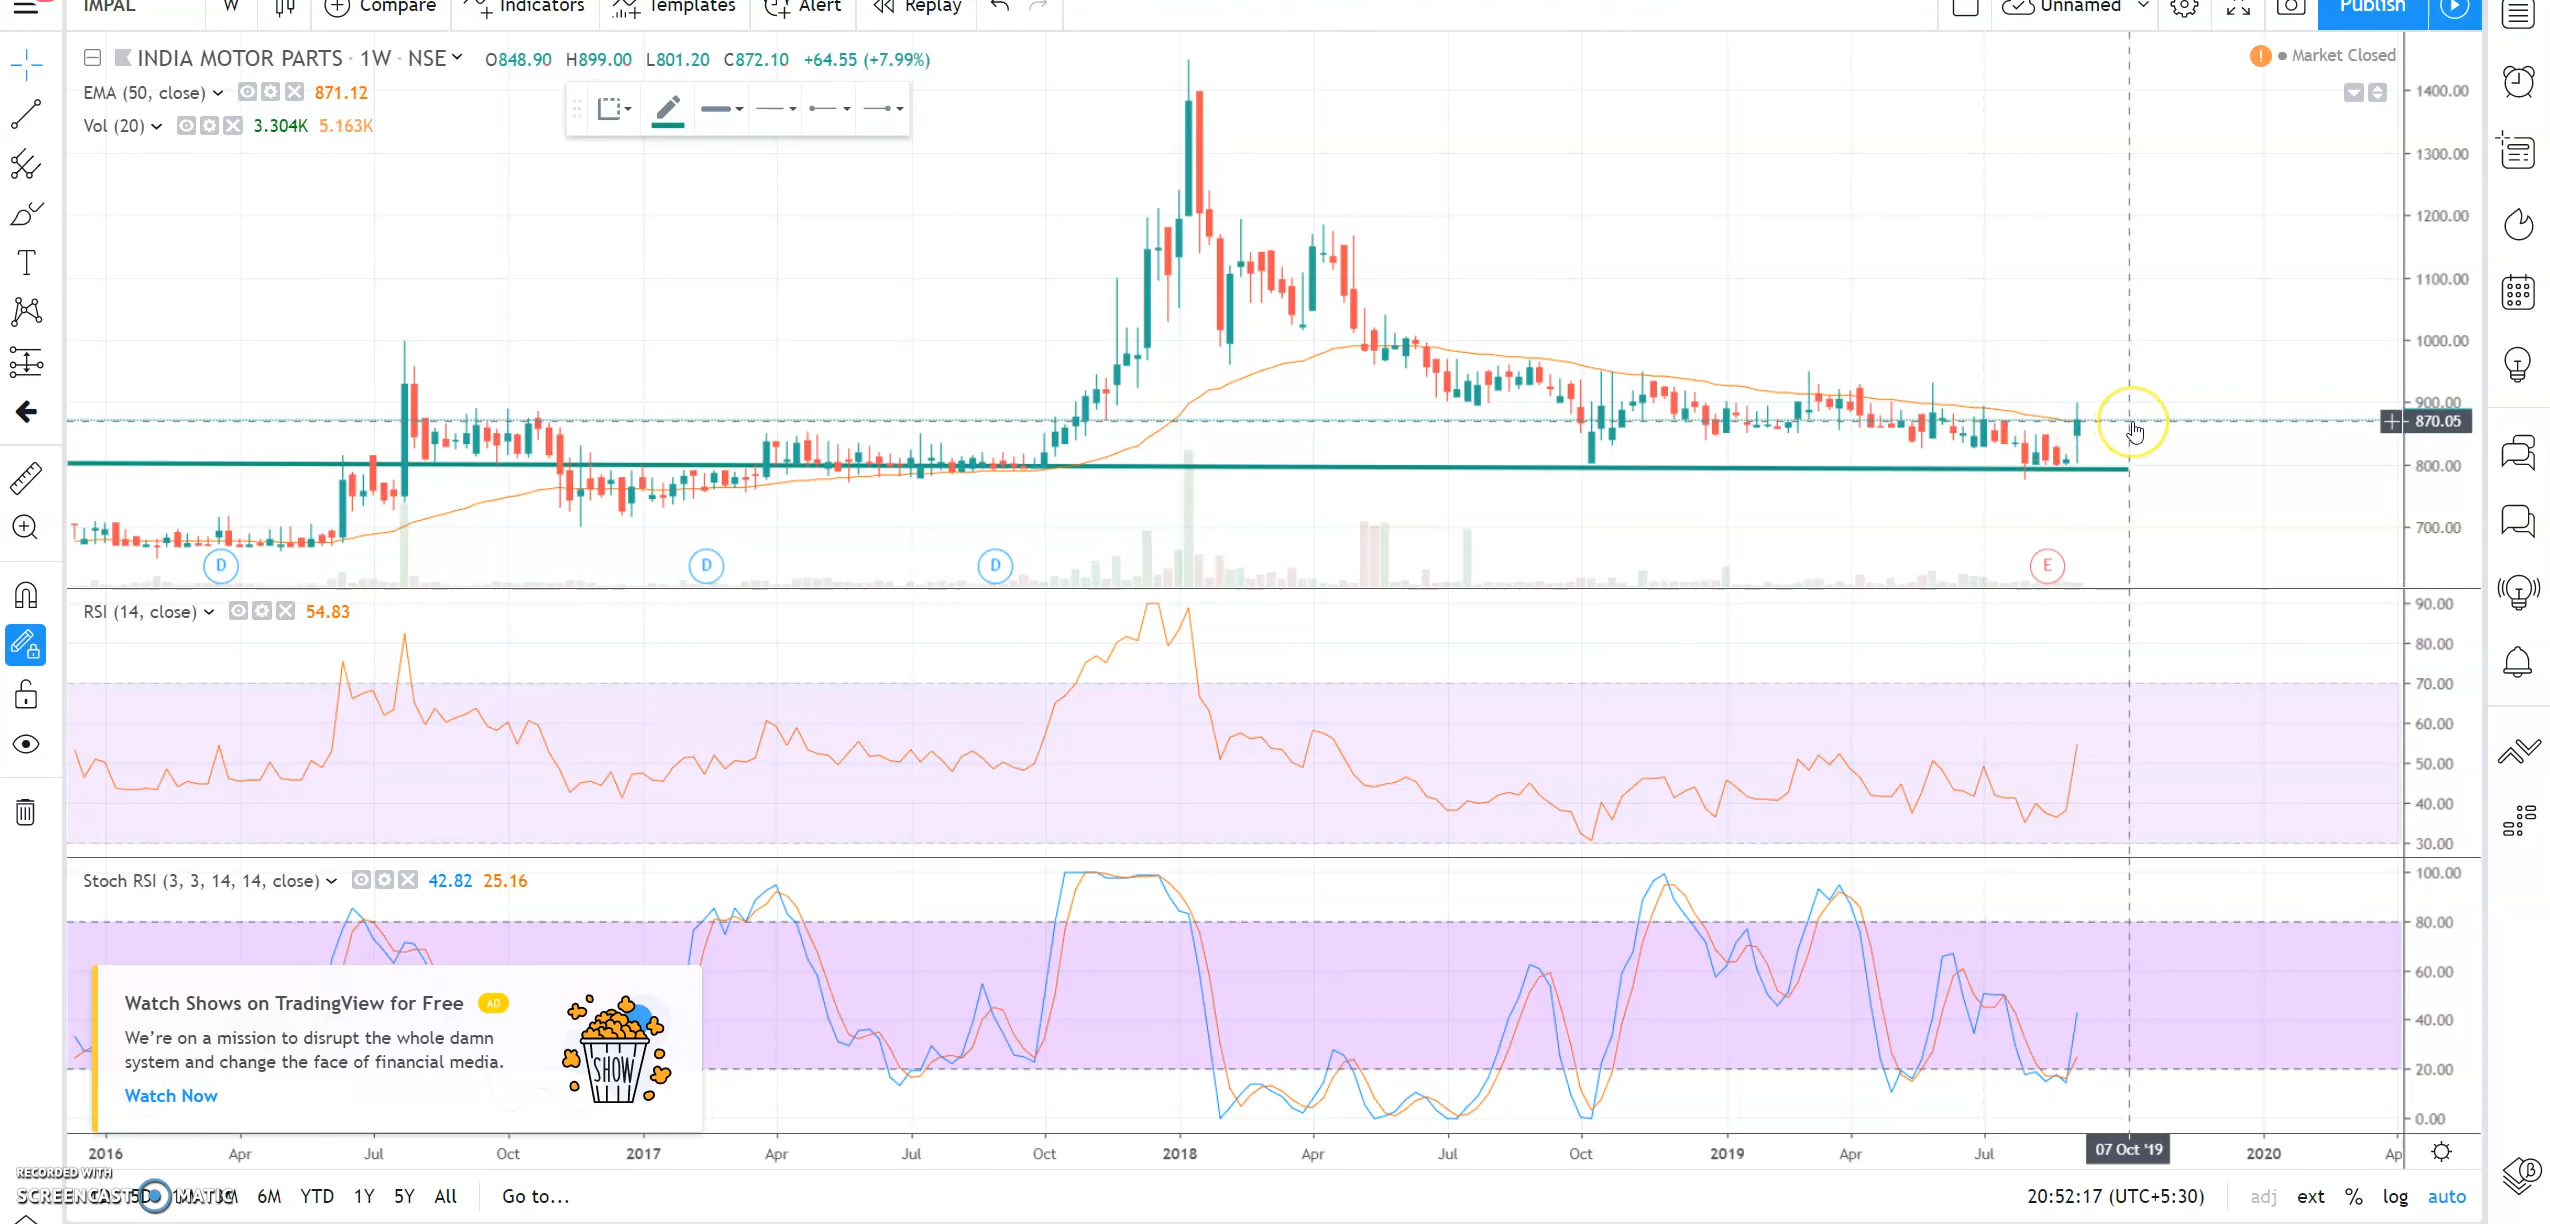 IMPAL W Compare Indicators Templates Alert Replay Unnamed Publish
INDIA MOTOR PARTS · 1W · NSE O848.90 H899.00 L801.20 C872.10 +64.55 (+7.99%)
! Market Closed
EMA (50, close) 871.12
Vol (20) 3.304K 5.163K
1400.00
1300.00
1200.00
1100.00
1000.00
900.00
870.05
800.00
700.00
D D D E
RSI (14, close) 54.83
90.00
80.00
70.00
60.00
50.00
40.00
30.00
Stoch RSI (3, 3, 14, 14, close) 42.82 25.16
100.00
80.00
60.00
40.00
20.00
0.00
Watch Shows on TradingView for Free AD
We're on a mission to disrupt the whole damn
system and change the face of financial media.
Watch Now
SHOW
2016 Apr Jul Oct 2017 Apr Jul Oct 2018 Apr Jul Oct 2019 Apr Jul 07 Oct '19 2020 Ap
RECORDED WITH
SCREENCAST MATIC
5D 3M 6M YTD 1Y 5Y All Go to...
20:52:17 (UTC+5:30) adj ext % log auto
β